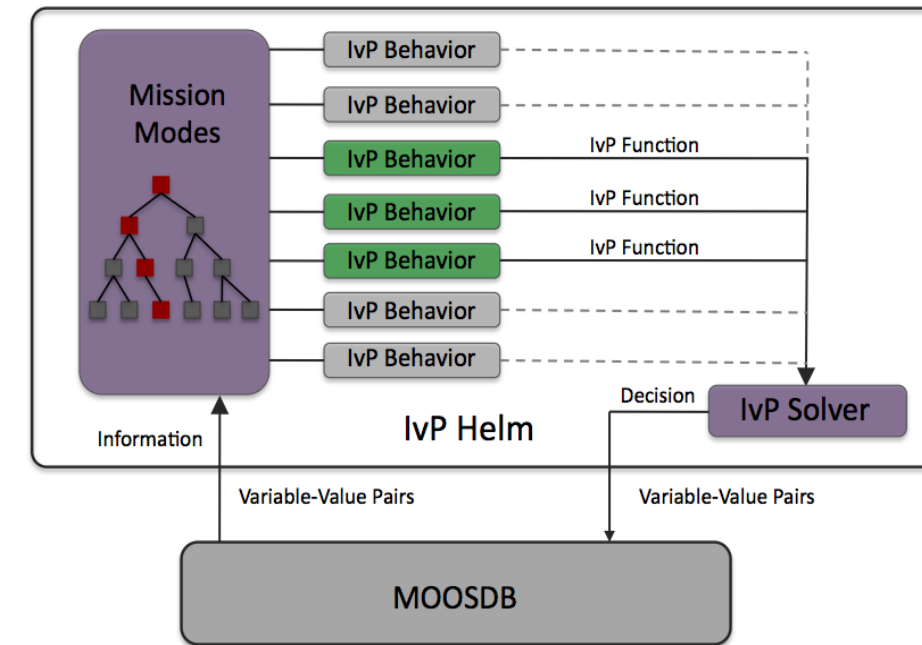 IvP Behavior
Mission
Modes
IvP Behavior
IvP Behavior
IvP Function
IvP Behavior
IvP Function
IvP Behavior
IvP Function
IvP Behavior
IvP Behavior
Decision
IvP Solver
IvP Helm
Information
Variable-Value Pairs
Variable-Value Pairs
MOOSDB